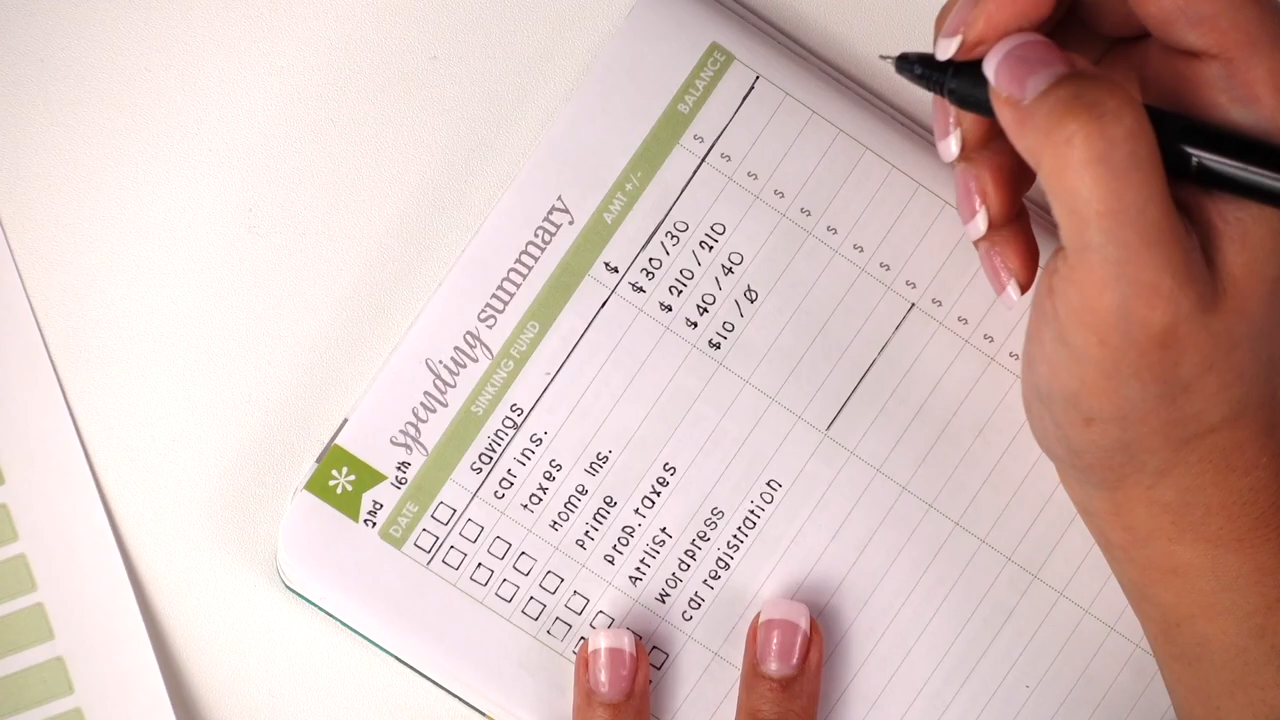 spending summary
2nd 16th
DATE SINKING FUND AMT +/- BALANCE
savings $ $
car ins. $30/30 $
taxes $210/210 $
Home Ins. $40/40 $
prime $10/Ø $
prop. taxes $
Artlist $
wordpress $
car registration $
$
$
$
$